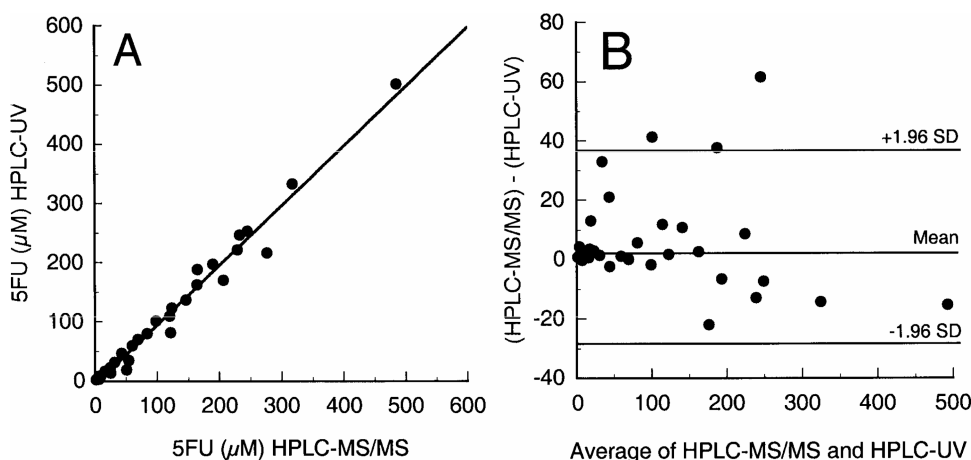 A
600
500
400
300
200
100
0
5FU (µM) HPLC-UV
0 100 200 300 400 500 600
5FU (µM) HPLC-MS/MS
B
80
60
40
20
0
-20
-40
(HPLC-MS/MS) - (HPLC-UV)
+1.96 SD
Mean
-1.96 SD
0 100 200 300 400 500
Average of HPLC-MS/MS and HPLC-UV